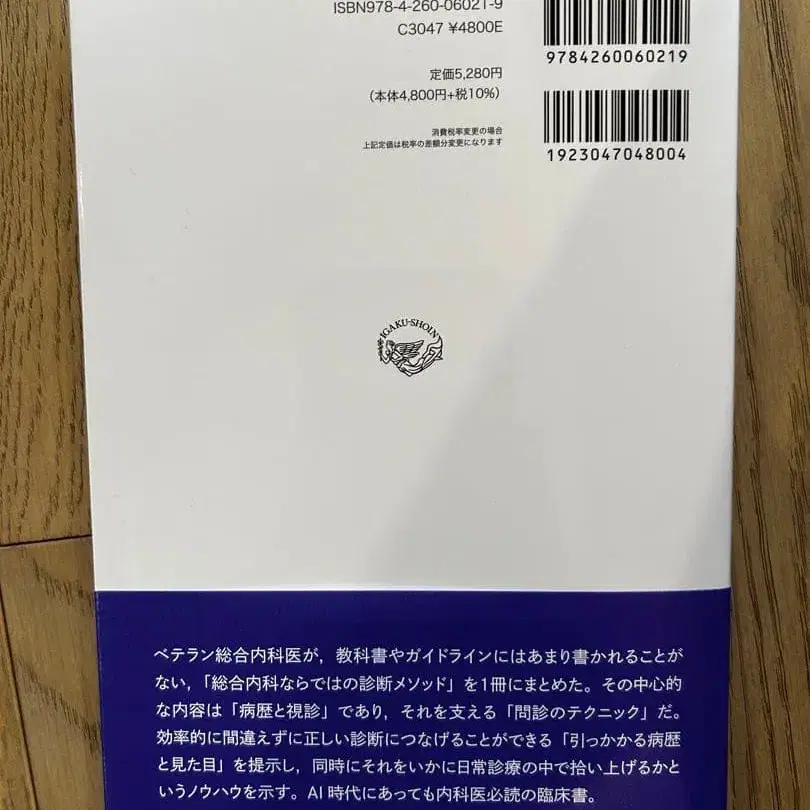 ISBN978-4-260-06021-9
C3047 ¥4800E
9784260060219
定価5,280円
(本体4,800円+税10%)
消費税率変更の場合
上記定価は税率の差額分変更になります
1923047048004
IGAKU-SHOIN
ベテラン総合内科医が，教科書やガイドラインにはあまり書かれることが
ない，「総合内科ならではの診断メソッド」を1冊にまとめた。その中心的
な内容は「病歴と視診」であり，それを支える「問診のテクニック」だ。
効率的に間違えずに正しい診断につなげることができる「引っかかる病歴
と見た目」を提示し，同時にそれをいかに日常診療の中で拾い上げるかと
いうノウハウを示す。AI時代にあっても内科医必読の臨床書。